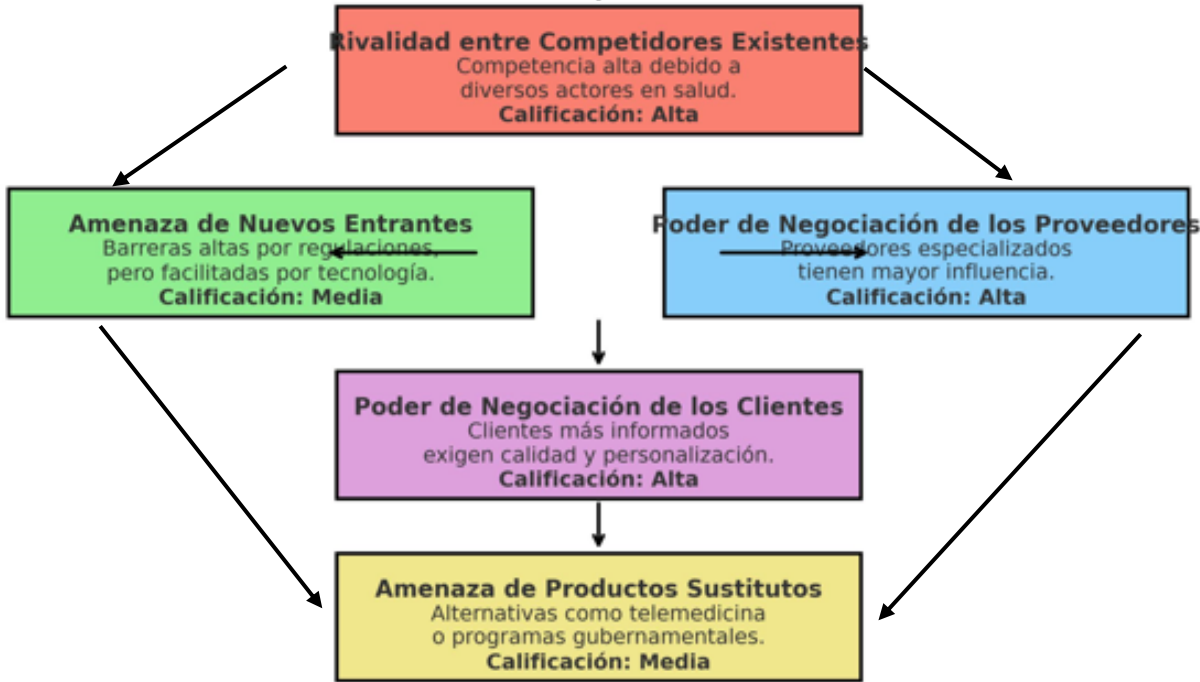 Rivalidad entre Competidores Existentes
Competencia alta debido a
diversos actores en salud.
Calificación: Alta
Amenaza de Nuevos Entrantes
Barreras altas por regulaciones,
pero facilitadas por tecnología.
Calificación: Media
Poder de Negociación de los Proveedores
Proveedores especializados
tienen mayor influencia.
Calificación: Alta
Poder de Negociación de los Clientes
Clientes más informados
exigen calidad y personalización.
Calificación: Alta
Amenaza de Productos Sustitutos
Alternativas como telemedicina
o programas gubernamentales.
Calificación: Media